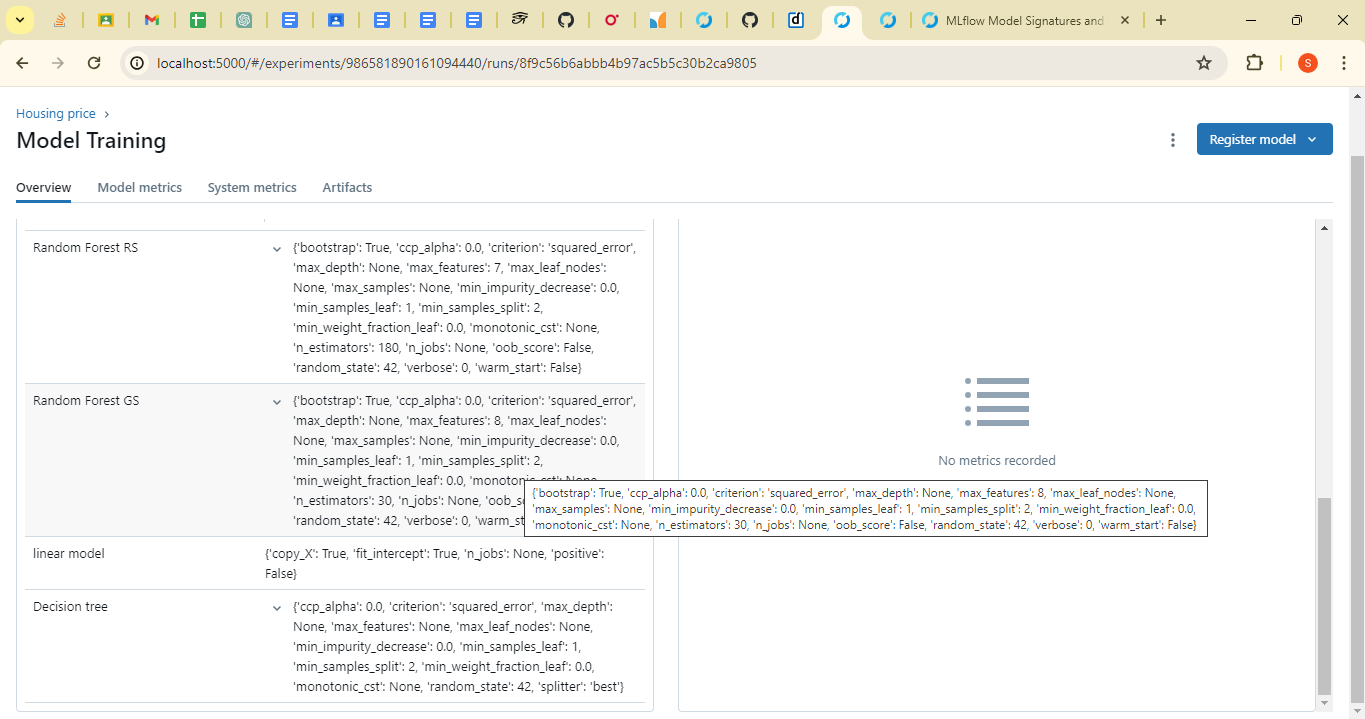 MLflow Model Signatures and
localhost:5000/#/experiments/986581890161094440/runs/8f9c56b6abbb4b97ac5b5c30b2ca9805
S
Housing price
Model Training
Register model
Overview Model metrics System metrics Artifacts
Random Forest RS
{'bootstrap': True, 'ccp_alpha': 0.0, 'criterion': 'squared_error',
'max_depth': None, 'max_features': 7, 'max_leaf_nodes':
None, 'max_samples': None, 'min_impurity_decrease': 0.0,
'min_samples_leaf': 1, 'min_samples_split': 2,
'min_weight_fraction_leaf': 0.0, 'monotonic_cst': None,
'n_estimators': 180, 'n_jobs': None, 'oob_score': False,
'random_state': 42, 'verbose': 0, 'warm_start': False}
Random Forest GS
{'bootstrap': True, 'ccp_alpha': 0.0, 'criterion': 'squared_error',
'max_depth': None, 'max_features': 8, 'max_leaf_nodes':
None, 'max_samples': None, 'min_impurity_decrease': 0.0,
'min_samples_leaf': 1, 'min_samples_split': 2,
'min_weight_fraction_leaf': 0.0, 'monotonic_cst': None,
'n_estimators': 30, 'n_jobs': None,
'random_state': 42, 'verbose': 0,
No metrics recorded
{'bootstrap': True, 'ccp_alpha': 0.0, 'criterion': 'squared_error', 'max_depth': None, 'max_features': 8, 'max_leaf_nodes': None,
'max_samples': None, 'min_impurity_decrease': 0.0, 'min_samples_leaf': 1, 'min_samples_split': 2, 'min_weight_fraction_leaf': 0.0,
'monotonic_cst': None, 'n_estimators': 30, 'n_jobs': None, 'oob_score': False, 'random_state': 42, 'verbose': 0, 'warm_start': False}
linear model
{'copy_X': True, 'fit_intercept': True, 'n_jobs': None, 'positive':
False}
Decision tree
{'ccp_alpha': 0.0, 'criterion': 'squared_error', 'max_depth':
None, 'max_features': None, 'max_leaf_nodes': None,
'min_impurity_decrease': 0.0, 'min_samples_leaf': 1,
'min_samples_split': 2, 'min_weight_fraction_leaf': 0.0,
'monotonic_cst': None, 'random_state': 42, 'splitter': 'best'}